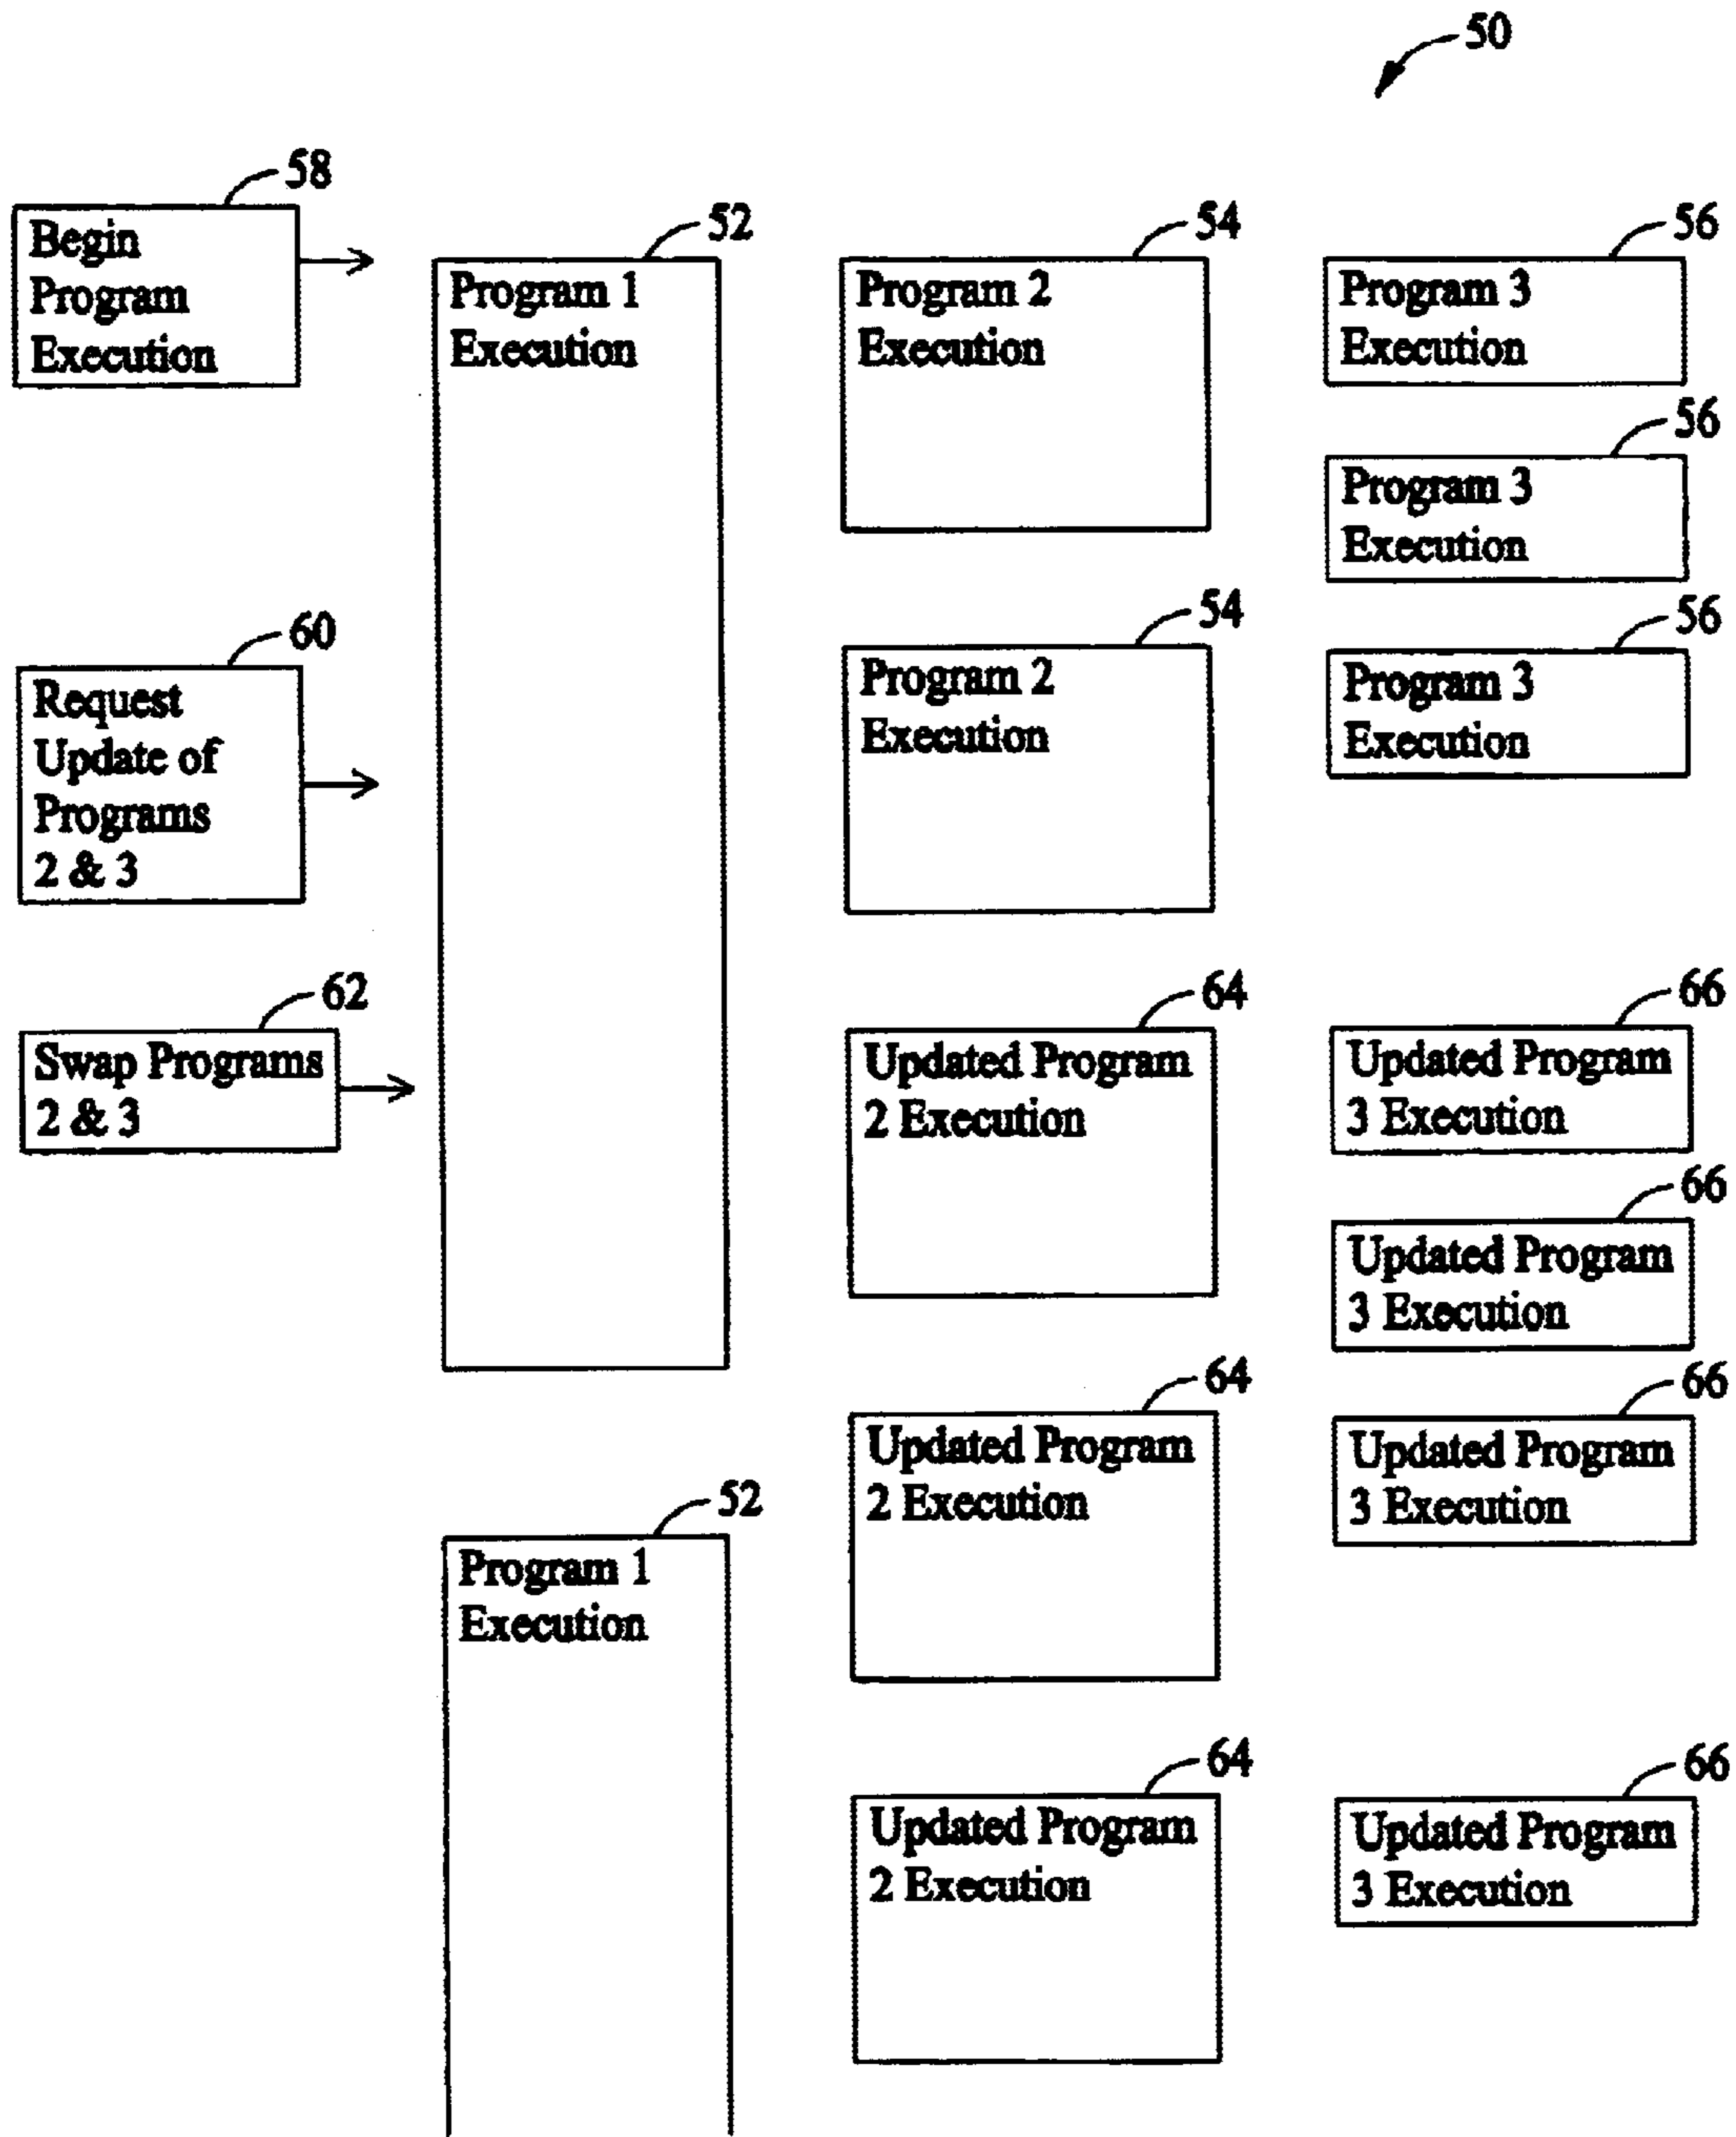 50
58
Begin
Program
Execution
52
Program 1
Execution
54
Program 2
Execution
56
Program 3
Execution
56
Program 3
Execution
60
Request
Update of
Programs
2 & 3
54
Program 2
Execution
56
Program 3
Execution
62
Swap Programs
2 & 3
64
Updated Program
2 Execution
66
Updated Program
3 Execution
66
Updated Program
3 Execution
64
Updated Program
2 Execution
66
Updated Program
3 Execution
52
Program 1
Execution
64
Updated Program
2 Execution
66
Updated Program
3 Execution